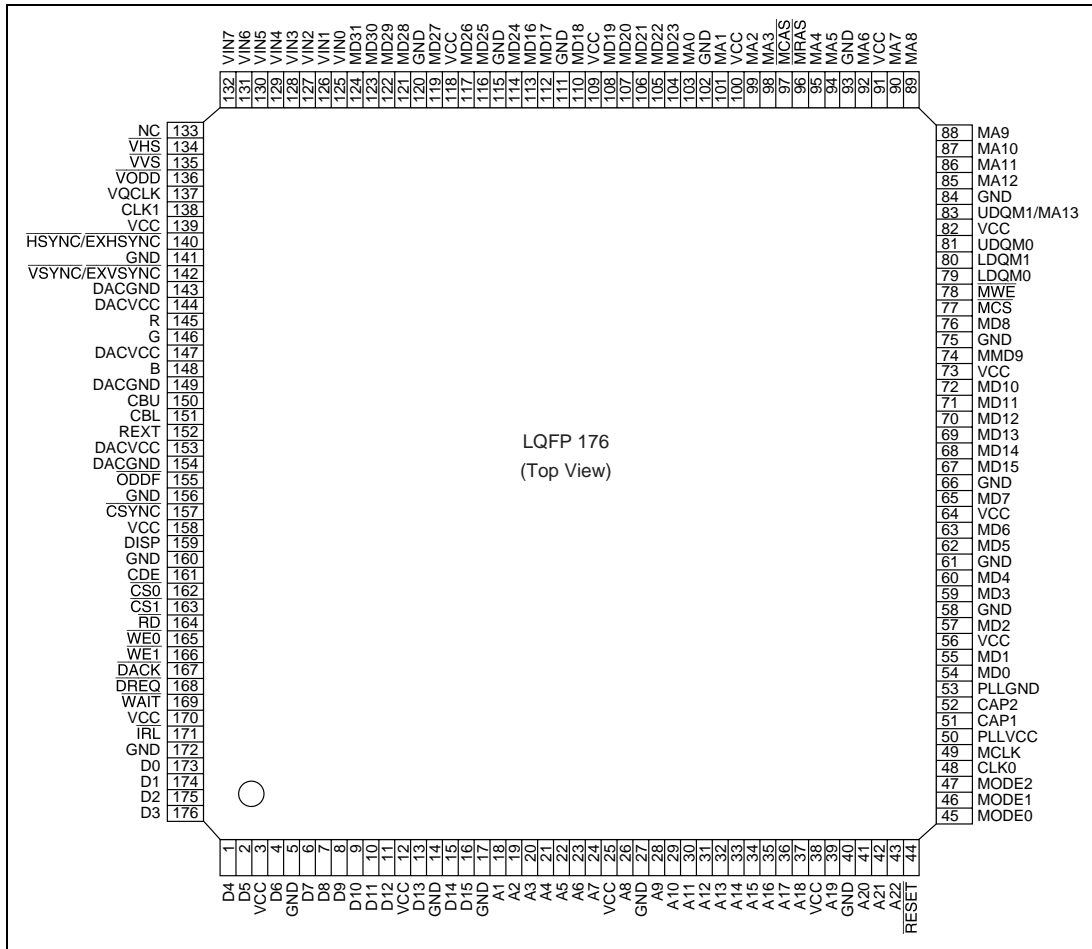 VIN7 132
VIN6 131
VIN5 130
VIN4 129
VIN3 128
VIN2 127
VIN1 126
VIN0 125
MD31 124
MD30 123
MD29 122
MD28 121
GND 120
MD27 119
VCC 118
MD26 117
MD25 116
GND 115
MD24 114
MD16 113
MD17 112
GND 111
MD18 110
VCC 109
MD19 108
MD20 107
MD21 106
MD22 105
MD23 104
MA0 103
GND 102
MA1 101
VCC 100
MA2 99
MA3 98
MCAS 97
MRAS 96
MA4 95
MA5 94
GND 93
MA6 92
VCC 91
MA7 90
MA8 89
NC 133
VHS 134
VVS 135
VODD 136
VQCLK 137
CLK1 138
VCC 139
HSYNC/EXHSYNC 140
GND 141
VSYNC/EXVSYNC 142
DACGND 143
DACVCC 144
R 145
G 146
DACVCC 147
B 148
DACGND 149
CBU 150
CBL 151
REXT 152
DACVCC 153
DACGND 154
ODDF 155
GND 156
CSYNC 157
VCC 158
DISP 159
GND 160
CDE 161
CS0 162
CS1 163
RD 164
WE0 165
WE1 166
DACK 167
DREQ 168
WAIT 169
VCC 170
IRL 171
GND 172
D0 173
D1 174
D2 175
D3 176
LQFP 176
(Top View)
88 MA9
87 MA10
86 MA11
85 MA12
84 GND
83 UDQM1/MA13
82 VCC
81 UDQM0
80 LDQM1
79 LDQM0
78 MWE
77 MCS
76 MD8
75 GND
74 MMD9
73 VCC
72 MD10
71 MD11
70 MD12
69 MD13
68 MD14
67 MD15
66 GND
65 MD7
64 VCC
63 MD6
62 MD5
61 GND
60 MD4
59 MD3
58 GND
57 MD2
56 VCC
55 MD1
54 MD0
53 PLLGND
52 CAP2
51 CAP1
50 PLLVCC
49 MCLK
48 CLK0
47 MODE2
46 MODE1
45 MODE0
1 D4
2 D5
3 VCC
4 D6
5 GND
6 D7
7 D8
8 D9
9 D10
10 D11
11 D12
12 VCC
13 D13
14 GND
15 D14
16 D15
17 GND
18 A1
19 A2
20 A3
21 A4
22 A5
23 A6
24 A7
25 VCC
26 A8
27 GND
28 A9
29 A10
30 A11
31 A12
32 A13
33 A14
34 A15
35 A16
36 A17
37 A18
38 VCC
39 A19
40 GND
41 A20
42 A21
43 A22
44 RESET